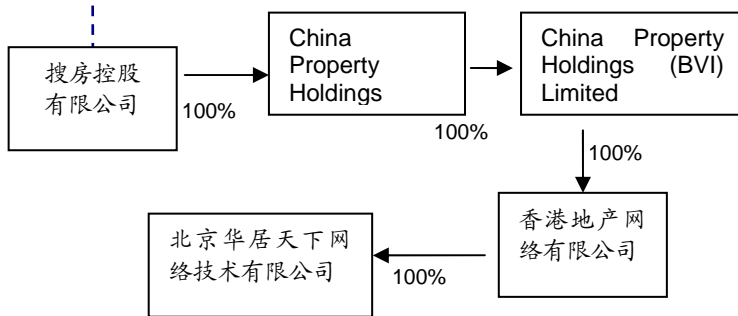 搜房控股
有限公司
100%
China
Property
Holdings
100%
China Property
Holdings (BVI)
Limited
100%
香港地产网
络有限公司
100%
北京华居天下网
络技术有限公司